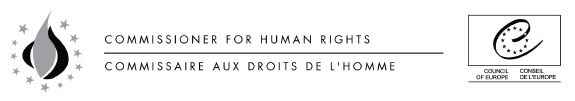 COMMISSIONER FOR HUMAN RIGHTS
COMMISSAIRE AUX DROITS DE L'HOMME
COUNCIL CONSEIL
OF EUROPE DE L'EUROPE